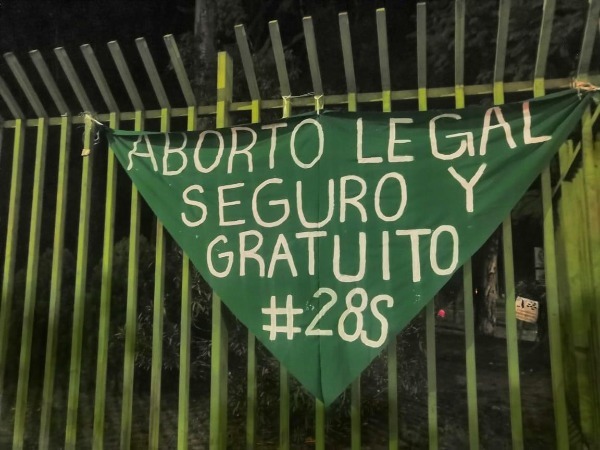 ABORTO LEGAL
SEGURO Y
GRATUITO
#28S